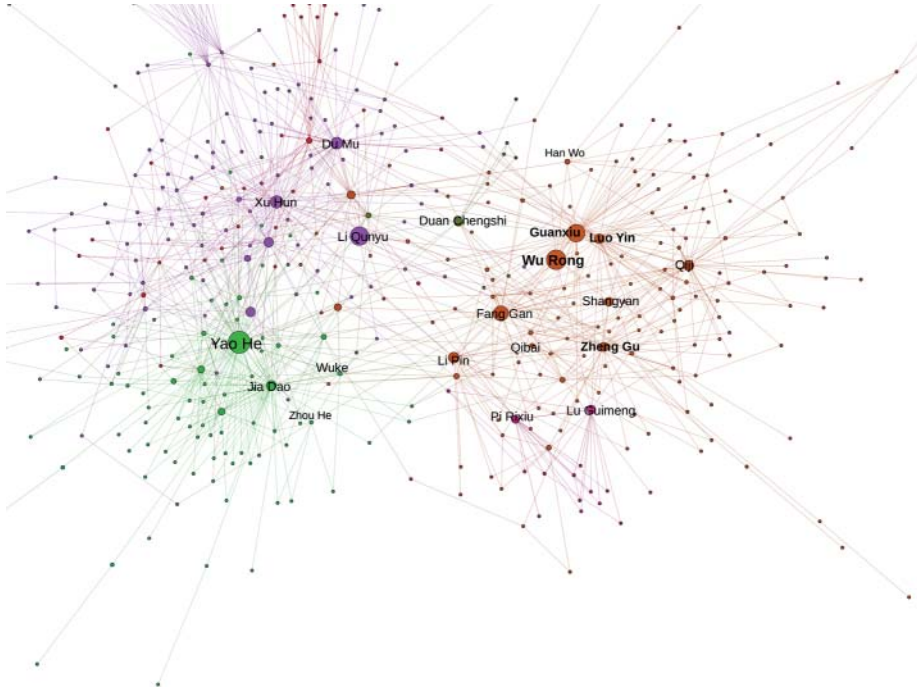 Du Mu
Han Wo
Xu Hun
Duan Chengshi
Li Qunyu
Guanxiu
Luo Yin
Wu Rong
Qiji
Shangyan
Fang Gan
Yao He
Qibai
Zheng Gu
Li Pin
Wuke
Jia Dao
Zhou He
Pi Rixiu
Lu Guimeng